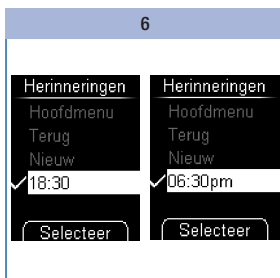 6
Herinneringen
Hoofdmenu
Terug
Nieuw
18:30
Selecteer
Herinneringen
Hoofdmenu
Terug
Nieuw
06:30pm
Selecteer